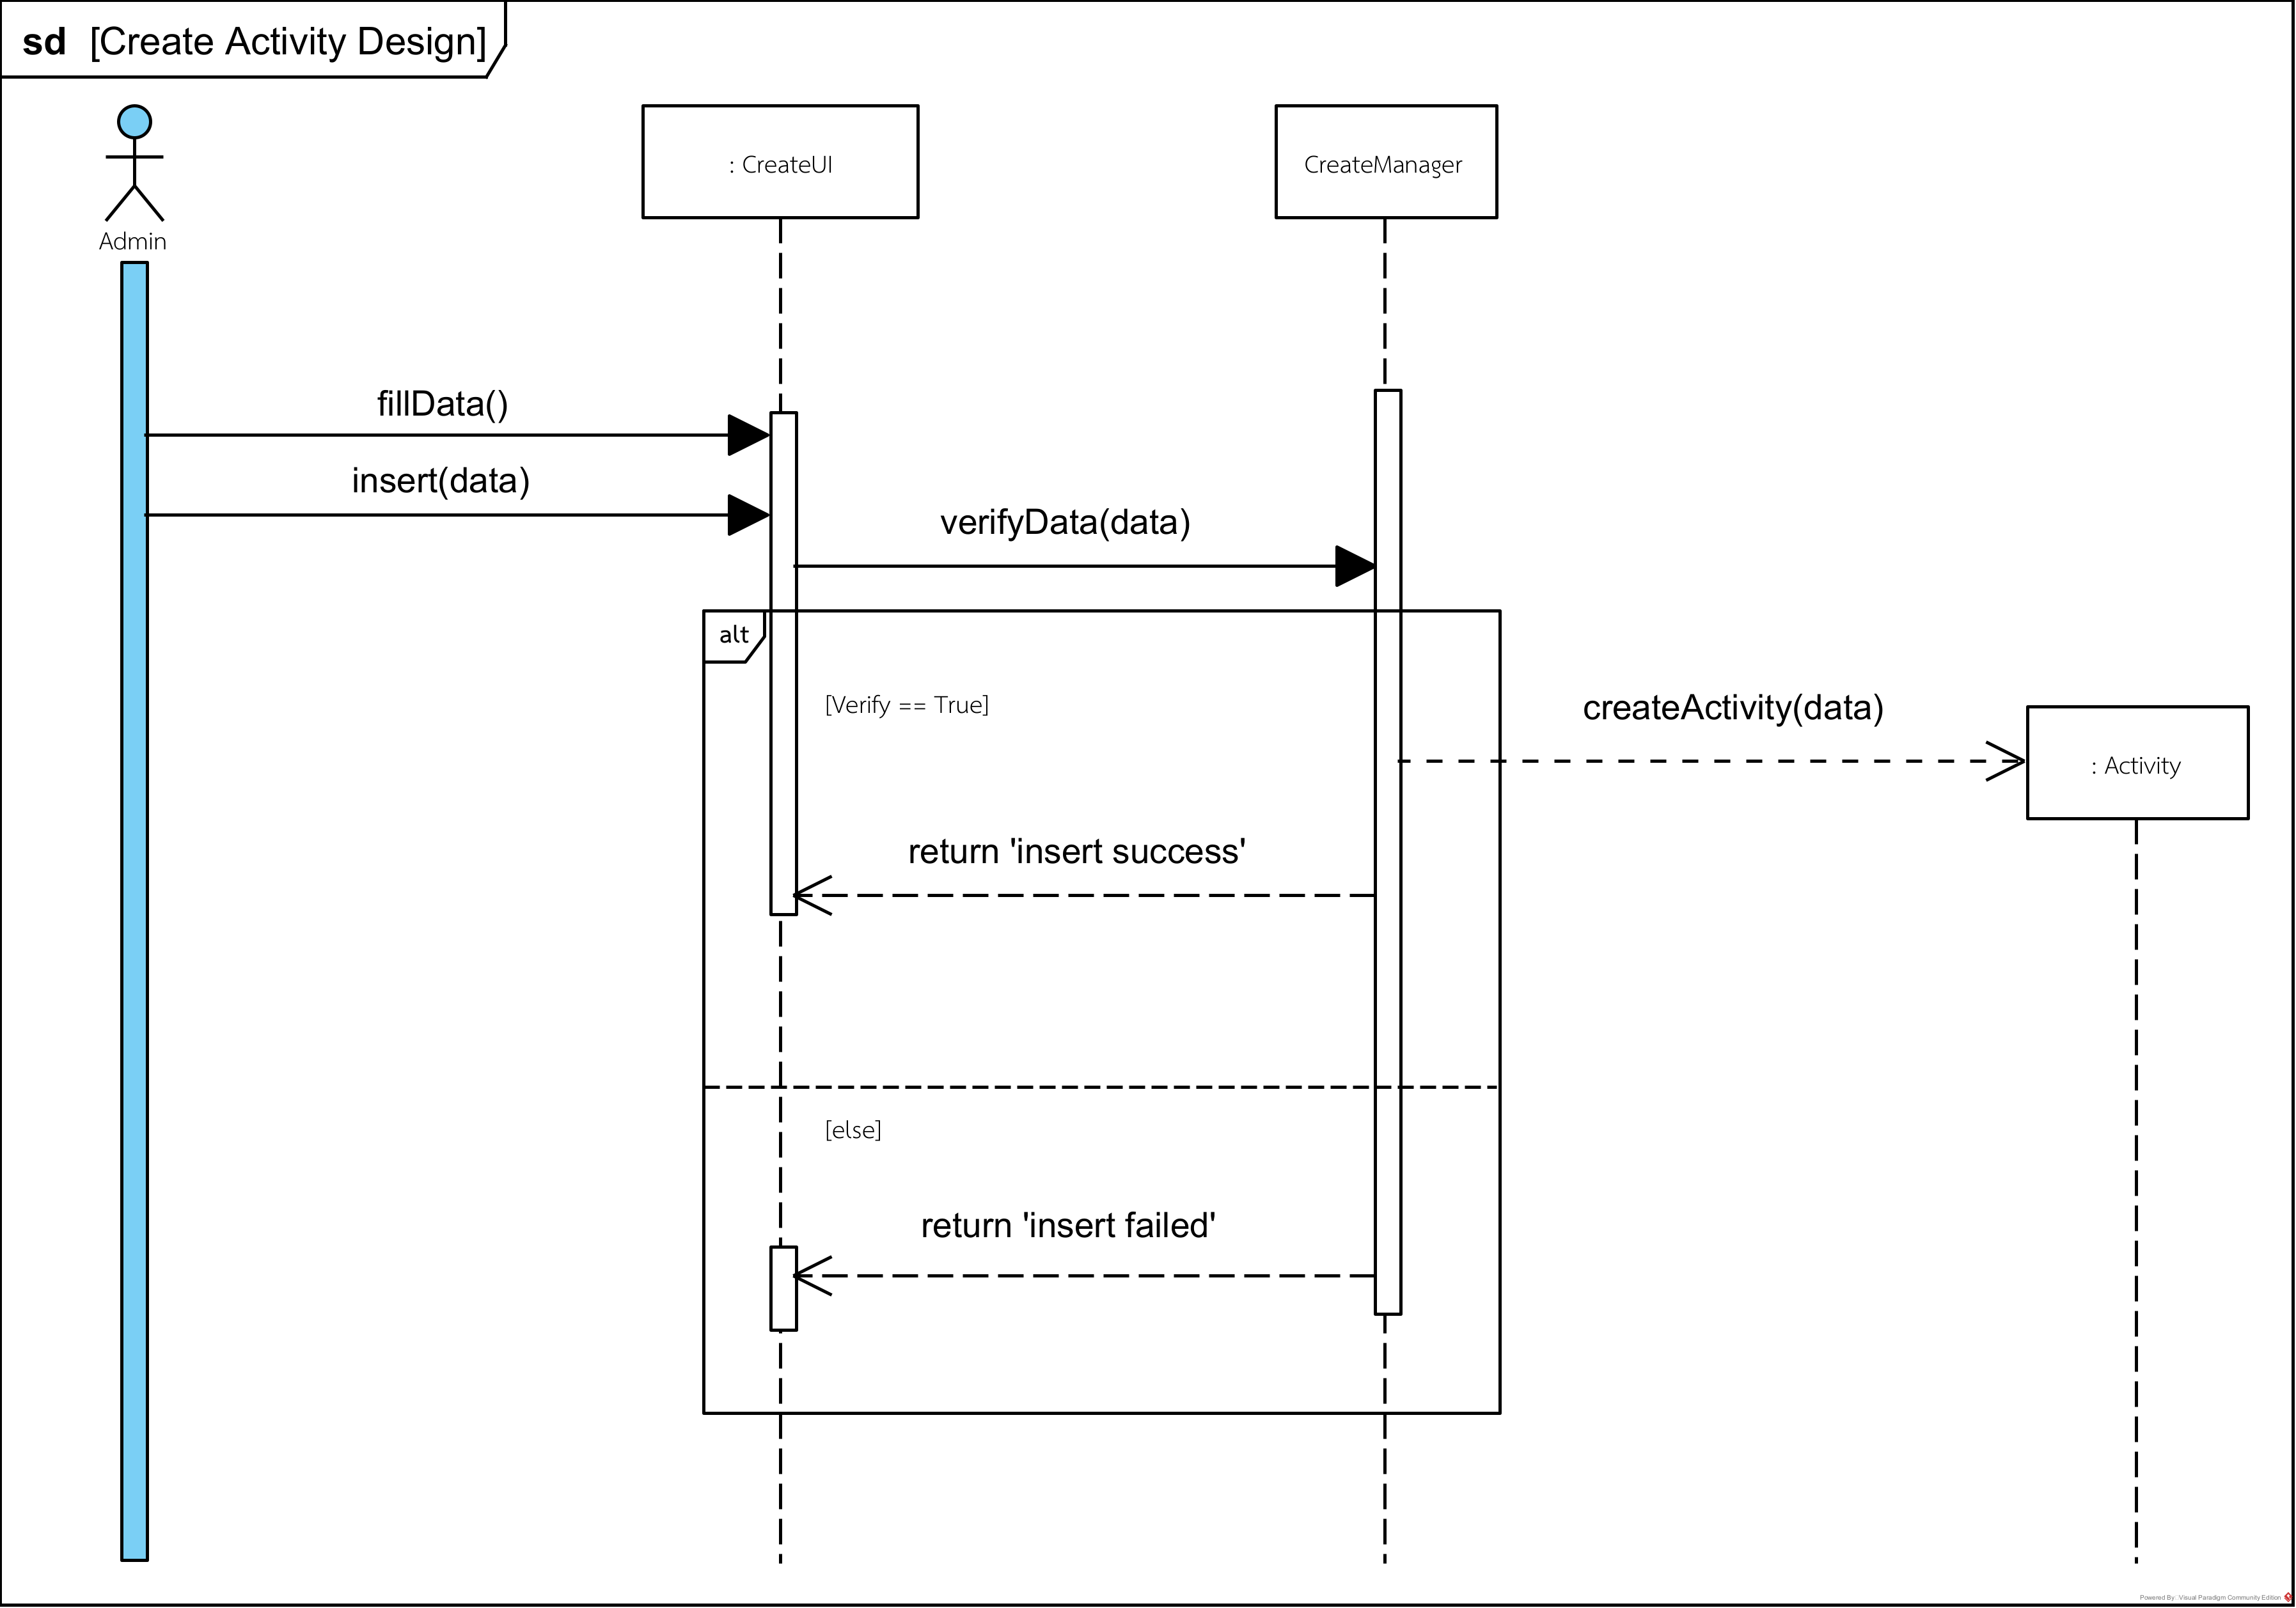 sd [Create Activity Design]
: CreateUI
CreateManager
Admin
fillData()
insert(data)
verifyData(data)
alt
[Verify == True]
createActivity(data)
: Activity
return 'insert success'
[else]
return 'insert failed'
Powered By: Visual Paradigm Community Edition